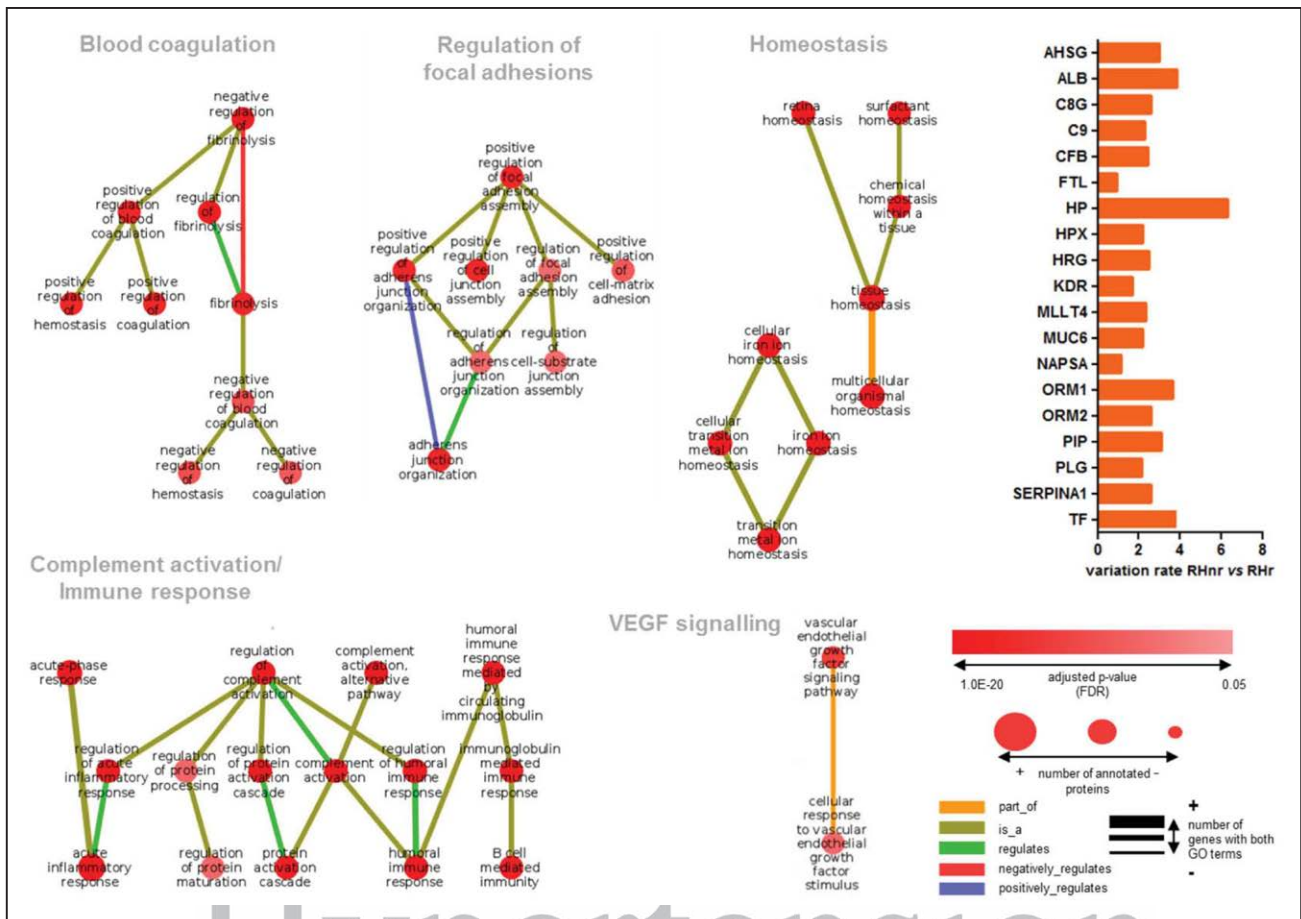 Blood coagulation
negative
regulation
of
fibrinolysis
positive
regulation
of blood
coagulation
regulation
of
fibrinolysis
positive
regulation
of
hemostasis
positive
regulation
of
coagulation
fibrinolysis
negative
regulation
of blood
coagulation
negative
regulation
of
hemostasis
negative
regulation
of
coagulation
Regulation of
focal adhesions
positive
regulation
of focal
adhesion
assembly
positive
regulation
of
adherens
junction
organization
positive
regulation
of cell
junction
assembly
regulation
of focal
adhesion
assembly
positive
regulation
of
cell-matrix
adhesion
regulation
of
adherens
junction
organization
regulation
of
cell-substrate
junction
assembly
adherens
junction
organization
Homeostasis
retina
homeostasis
surfactant
homeostasis
chemical
homeostasis
within a
tissue
tissue
homeostasis
cellular
iron ion
homeostasis
multicellular
organismal
homeostasis
cellular
transition
metal ion
homeostasis
iron ion
homeostasis
transition
metal ion
homeostasis
AHSG
ALB
C8G
C9
CFB
FTL
HP
HPX
HRG
KDR
MLLT4
MUC6
NAPSA
ORM1
ORM2
PIP
PLG
SERPINA1
TF
0 2 4 6 8
variation rate RHnr vs RHr
Complement activation/
Immune response
acute-phase
response
regulation
of
complement
activation
complement
activation,
alternative
pathway
humoral
immune
response
mediated
by
circulating
immunoglobulin
regulation
of acute
inflammatory
response
regulation
of protein
processing
regulation
of protein
activation
cascade
complement
activation
regulation
of humoral
immune
response
immunoglobulin
mediated
immune
response
acute
inflammatory
response
regulation
of protein
maturation
protein
activation
cascade
humoral
immune
response
B cell
mediated
immunity
VEGF signalling
vascular
endothelial
growth
factor
signaling
pathway
cellular
response
to vascular
endothelial
growth
factor
stimulus
1.0E-20 adjusted p-value 0.05
(FDR)
+ number of annotated -
proteins
part_of
is_a
regulates
negatively_regulates
positively_regulates
+
number of
genes with both
GO terms
-
Hypertension